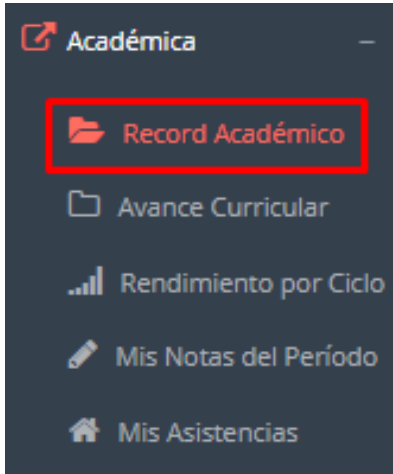 Académica
Record Académico
Avance Curricular
Rendimiento por Ciclo
Mis Notas del Período
Mis Asistencias